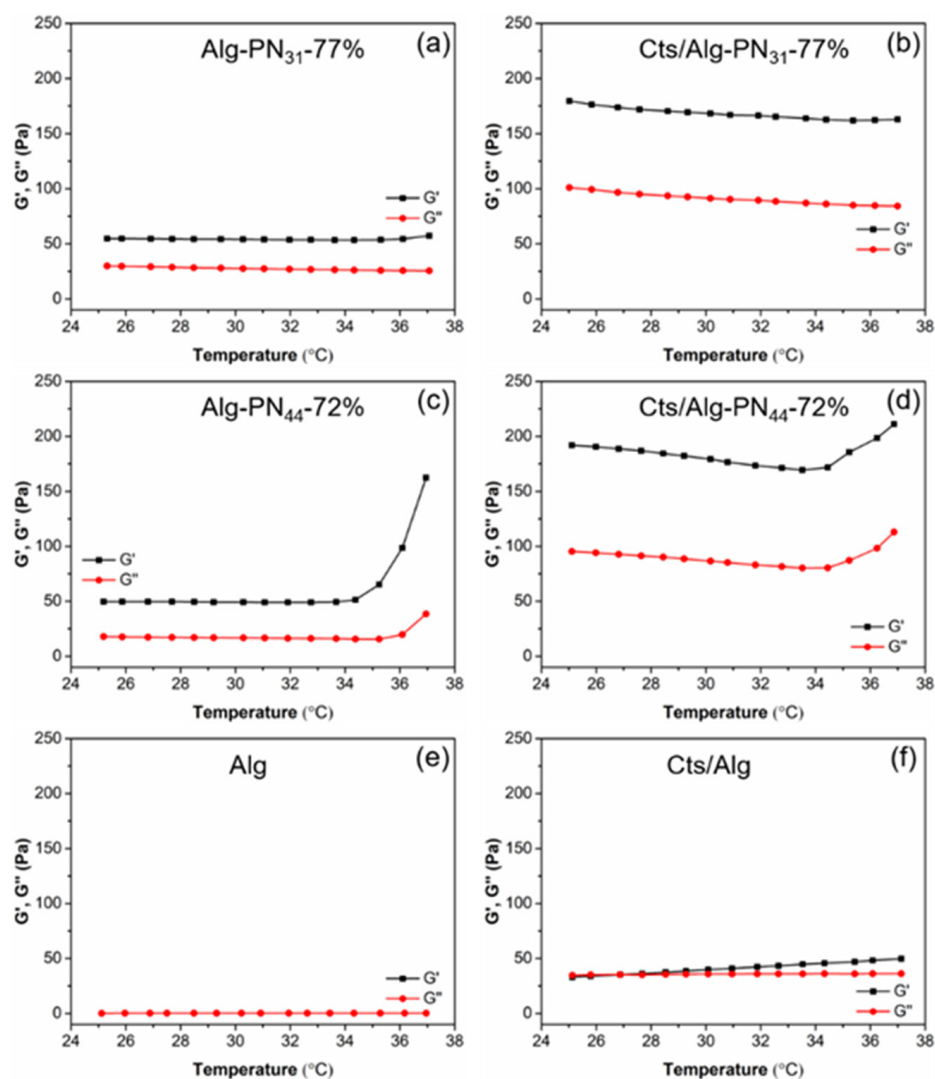 Alg-PN₃₁-77%
(a)
250
200
150
100
50
0
G', G" (Pa)
G'
G"
24 26 28 30 32 34 36 38
Temperature (°C)
Cts/Alg-PN₃₁-77%
(b)
250
200
150
100
50
0
G', G" (Pa)
G'
G"
24 26 28 30 32 34 36 38
Temperature (°C)
Alg-PN₄₄-72%
(c)
250
200
150
100
50
0
G', G" (Pa)
G'
G"
24 26 28 30 32 34 36 38
Temperature (°C)
Cts/Alg-PN₄₄-72%
(d)
250
200
150
100
50
0
G', G" (Pa)
G'
G"
24 26 28 30 32 34 36 38
Temperature (°C)
Alg
(e)
250
200
150
100
50
0
G', G" (Pa)
G'
G"
24 26 28 30 32 34 36 38
Temperature (°C)
Cts/Alg
(f)
250
200
150
100
50
0
G', G" (Pa)
G'
G"
24 26 28 30 32 34 36 38
Temperature (°C)